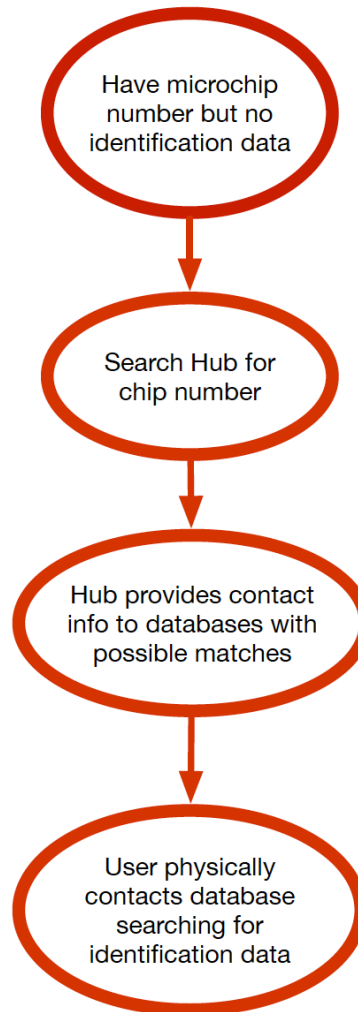 Have microchip
number but no
identification data
Search Hub for
chip number
Hub provides contact
info to databases with
possible matches
User physically
contacts database
searching for
identification data